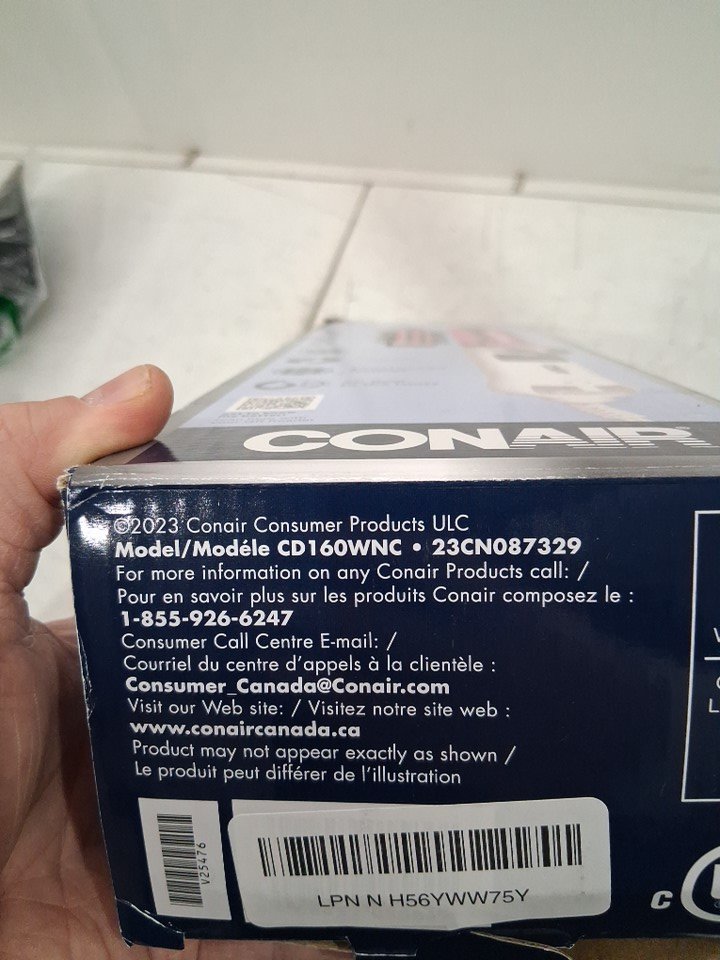 CONAIR
©2023 Conair Consumer Products ULC
Model/Modéle CD160WNC • 23CN087329
For more information on any Conair Products call: /
Pour en savoir plus sur les produits Conair composez le :
1-855-926-6247
Consumer Call Centre E-mail: /
Courriel du centre d'appels à la clientèle :
Consumer_Canada@Conair.com
Visit our Web site: / Visitez notre site web :
www.conaircanada.ca
Product may not appear exactly as shown /
Le produit peut différer de l'illustration
V25476
LPN N H56YWW75Y